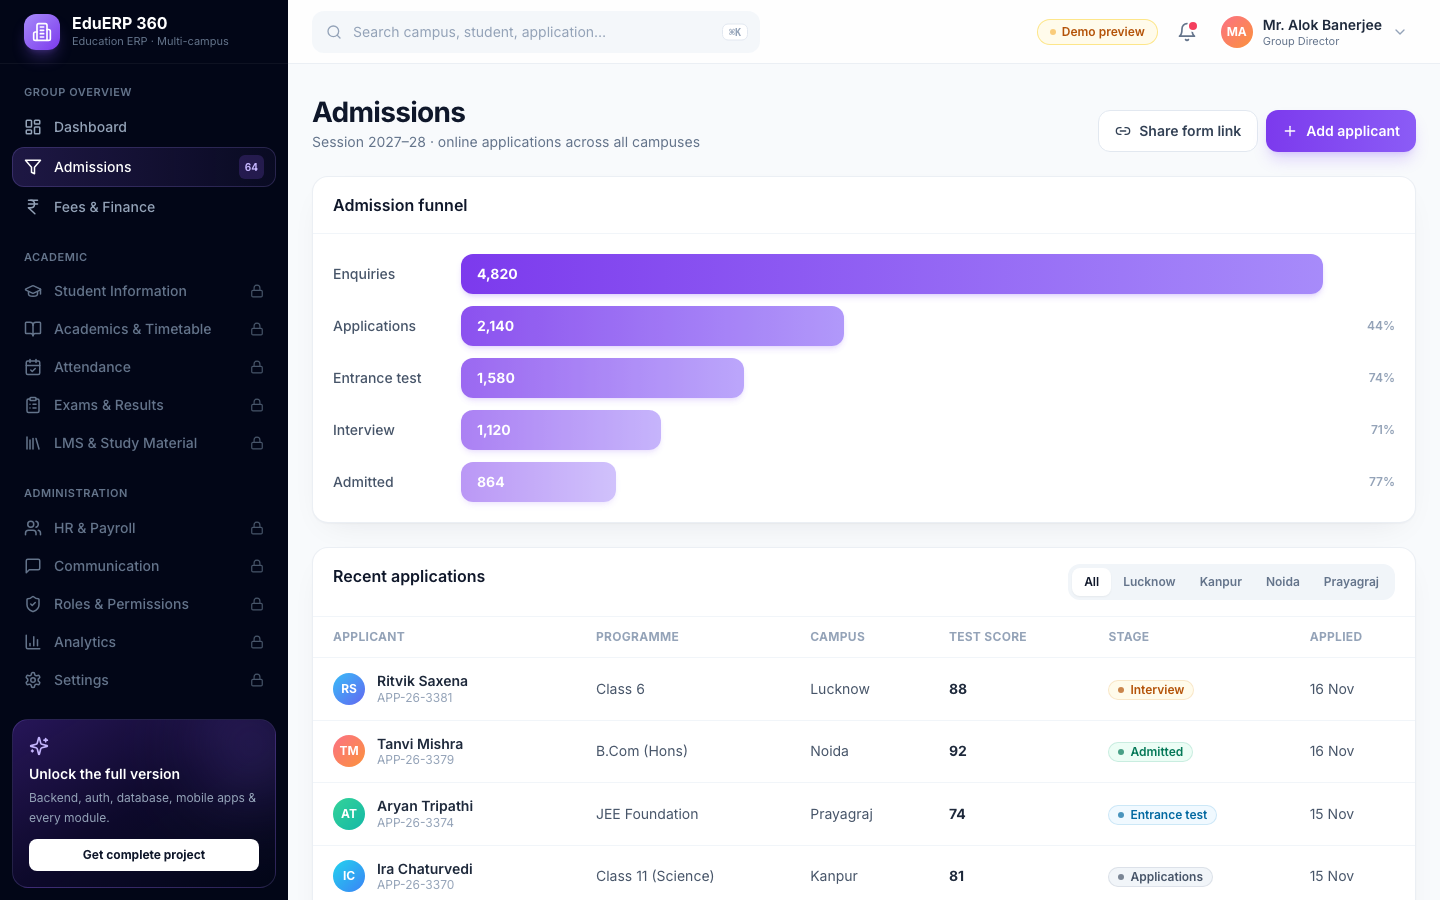 EduERP 360
Education ERP · Multi-campus
GROUP OVERVIEW
Dashboard
Admissions 64
Fees & Finance
ACADEMIC
Student Information
Academics & Timetable
Attendance
Exams & Results
LMS & Study Material
ADMINISTRATION
HR & Payroll
Communication
Roles & Permissions
Analytics
Settings
Unlock the full version
Backend, auth, database, mobile apps &
every module.
Get complete project
Search campus, student, application... ⌘K
Demo preview
MA Mr. Alok Banerjee
Group Director
Admissions
Session 2027–28 · online applications across all campuses
Share form link
Add applicant
Admission funnel
Enquiries 4,820
Applications 2,140 44%
Entrance test 1,580 74%
Interview 1,120 71%
Admitted 864 77%
Recent applications
All Lucknow Kanpur Noida Prayagraj
APPLICANT PROGRAMME CAMPUS TEST SCORE STAGE APPLIED
RS Ritvik Saxena Class 6 Lucknow 88 Interview 16 Nov
APP-26-3381
TM Tanvi Mishra B.Com (Hons) Noida 92 Admitted 16 Nov
APP-26-3379
AT Aryan Tripathi JEE Foundation Prayagraj 74 Entrance test 15 Nov
APP-26-3374
IC Ira Chaturvedi Class 11 (Science) Kanpur 81 Applications 15 Nov
APP-26-3370